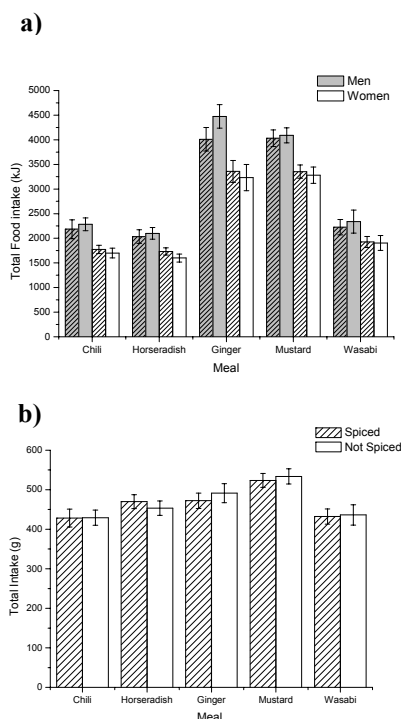 a)
Men
Women
5000
4500
4000
3500
3000
2500
2000
1500
1000
500
0
Total Food intake (kJ)
Chili Horseradish Ginger Mustard Wasabi
Meal
b)
Spiced
Not Spiced
600
500
400
300
200
100
0
Total Intake (g)
Chili Horseradish Ginger Mustard Wasabi
Meal